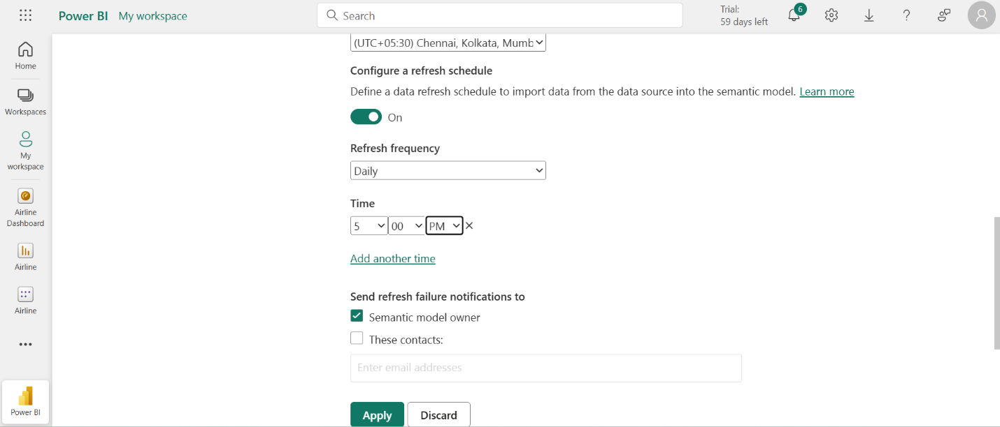 Power BI My workspace
Search
Trial:
59 days left
6
Home
Workspaces
My
workspace
Airline
Dashboard
Airline
Airline
Power BI
(UTC+05:30) Chennai, Kolkata, Mumb
Configure a refresh schedule
Define a data refresh schedule to import data from the data source into the semantic model. Learn more
On
Refresh frequency
Daily
Time
5 00 PM
Add another time
Send refresh failure notifications to
Semantic model owner
These contacts:
Enter email addresses
Apply Discard